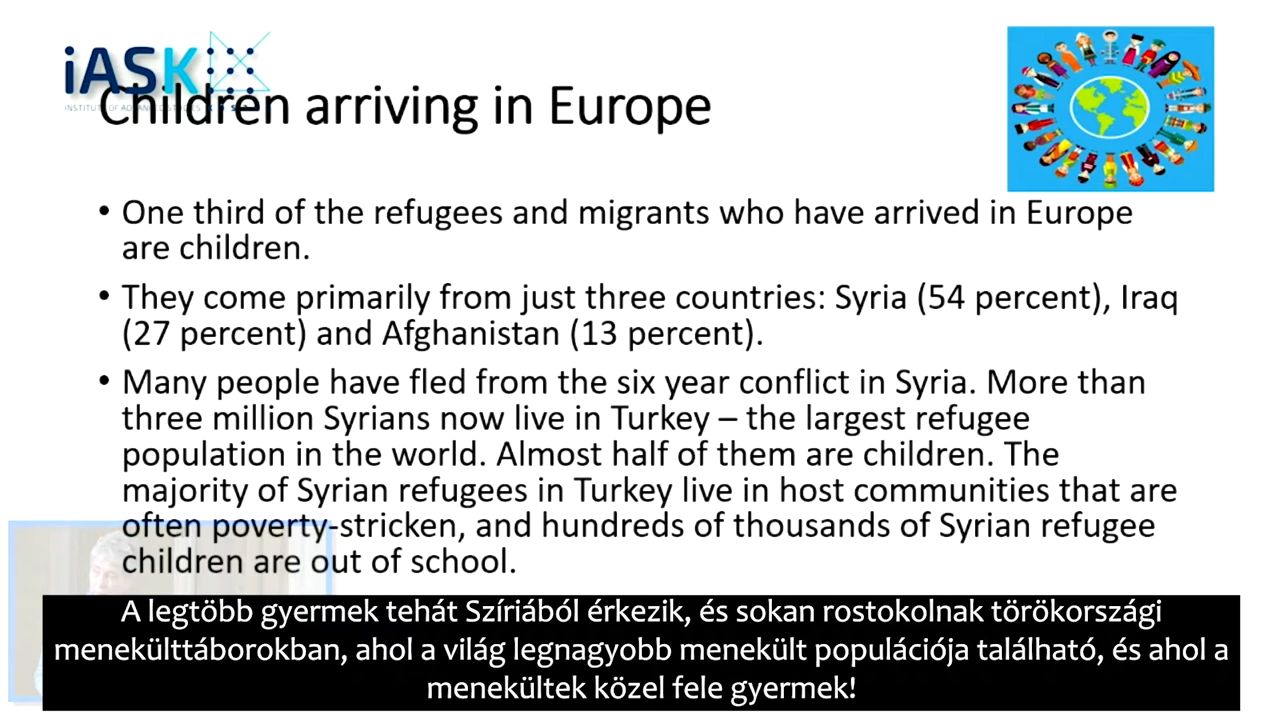 iASK
INSTITUTE OF ADVANCED STUDIES
Children arriving in Europe
• One third of the refugees and migrants who have arrived in Europe
are children.
• They come primarily from just three countries: Syria (54 percent), Iraq
(27 percent) and Afghanistan (13 percent).
• Many people have fled from the six year conflict in Syria. More than
three million Syrians now live in Turkey – the largest refugee
population in the world. Almost half of them are children. The
majority of Syrian refugees in Turkey live in host communities that are
often poverty-stricken, and hundreds of thousands of Syrian refugee
children are out of school.
A legtöbb gyermek tehát Szíriából érkezik, és sokan rostokolnak törökországi
menekülttáborokban, ahol a világ legnagyobb menekült populációja található, és ahol a
menekültek közel fele gyermek!